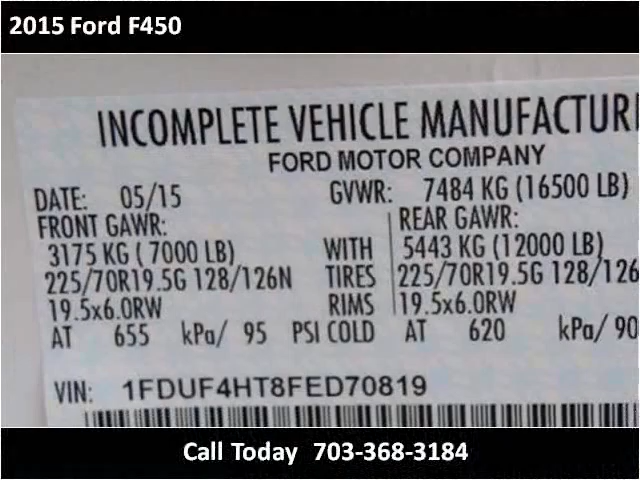 2015 Ford F450
INCOMPLETE VEHICLE MANUFACTURE
FORD MOTOR COMPANY
DATE: 05/15 GVWR: 7484 KG (16500 LB)
FRONT GAWR: REAR GAWR:
3175 KG ( 7000 LB) WITH 5443 KG (12000 LB)
225/70R19.5G 128/126N TIRES 225/70R19.5G 128/126
19.5x6.0RW RIMS 19.5x6.0RW
AT 655 kPa/ 95 PSI COLD AT 620 kPa/ 90
VIN: 1FDUF4HT8FED70819
Call Today 703-368-3184